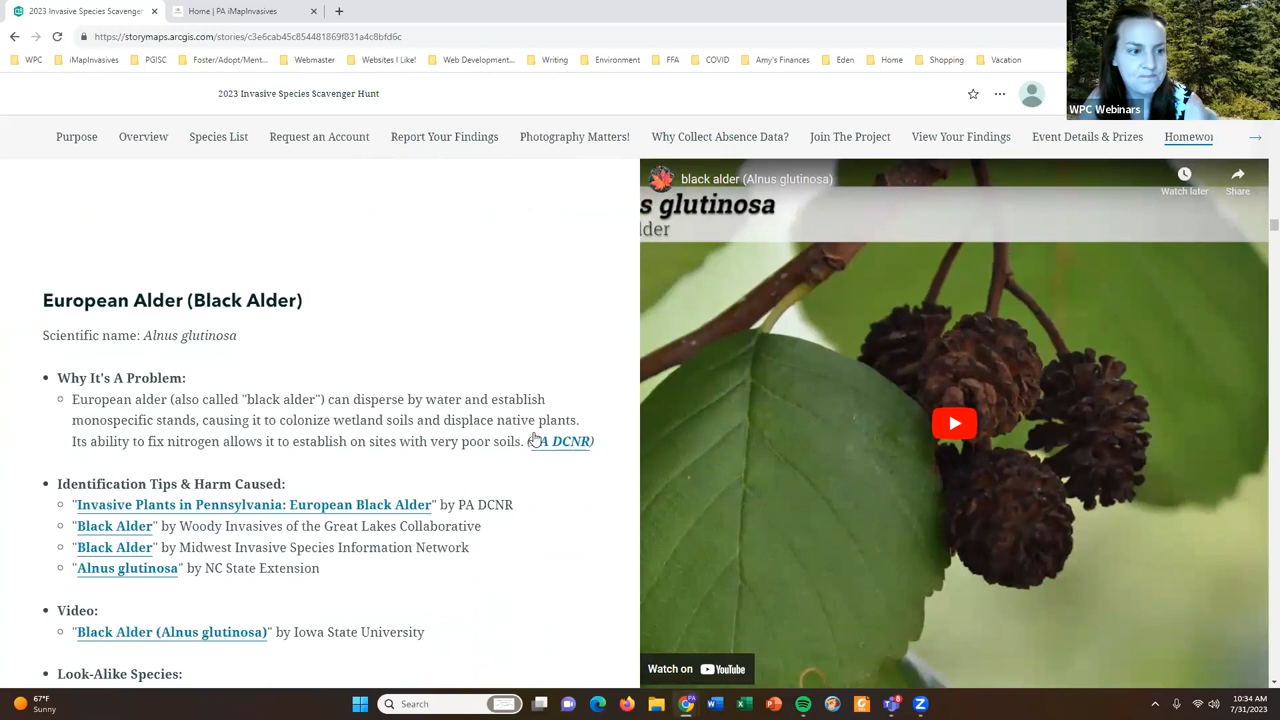 2023 Invasive Species Scavenger
Home | PA iMapInvasives
https://storymaps.arcgis.com/stories/c3e6cab45c854481869f831a4c8bfd6c
WPC iMapInvasives PGISC Foster/Adopt/Ment... Webmaster Websites I Like! Web Development... Writing Environment FFA COVID Amy's Finances Eden Home Shopping Vacation
WPC Webinars
2023 Invasive Species Scavenger Hunt
Purpose Overview Species List Request an Account Report Your Findings Photography Matters! Why Collect Absence Data? Join The Project View Your Findings Event Details & Prizes Homewor
European Alder (Black Alder)
Scientific name: Alnus glutinosa
Why It's A Problem:
European alder (also called "black alder") can disperse by water and establish
monospecific stands, causing it to colonize wetland soils and displace native plants.
Its ability to fix nitrogen allows it to establish on sites with very poor soils. (PA DCNR)
Identification Tips & Harm Caused:
"Invasive Plants in Pennsylvania: European Black Alder" by PA DCNR
"Black Alder" by Woody Invasives of the Great Lakes Collaborative
"Black Alder" by Midwest Invasive Species Information Network
"Alnus glutinosa" by NC State Extension
Video:
"Black Alder (Alnus glutinosa)" by Iowa State University
Look-Alike Species:
black alder (Alnus glutinosa)
Watch later Share
s glutinosa
lder
Watch on YouTube
67°F
Sunny
Search
10:34 AM
7/31/2023